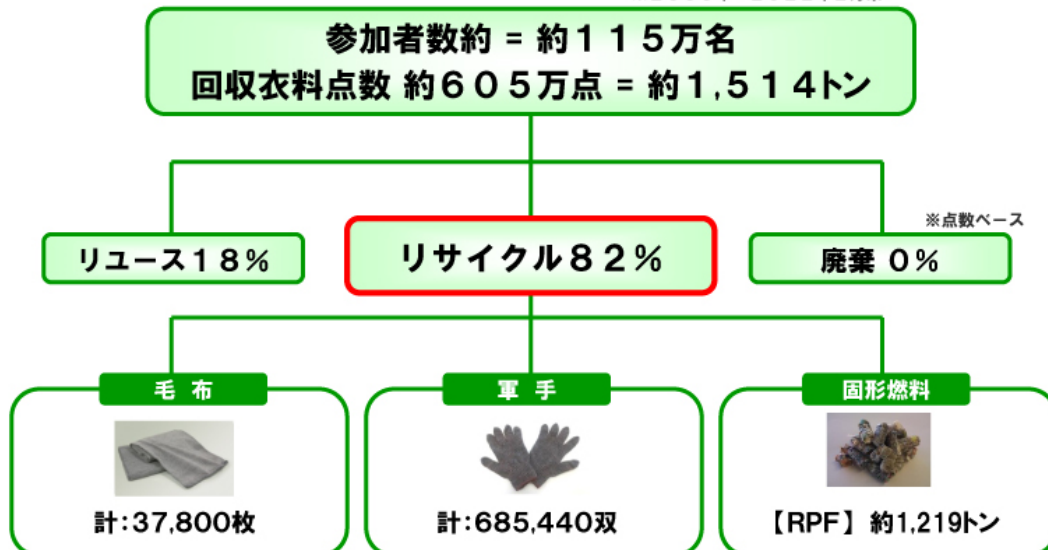 参加者数約 = 約115万名
回収衣料点数 約605万点 = 約1,514トン
※点数ベース
リユース18%
リサイクル82%
廃棄 0%
毛 布
軍 手
固形燃料
計:37,800枚
計:685,440双
【RPF】 約1,219トン